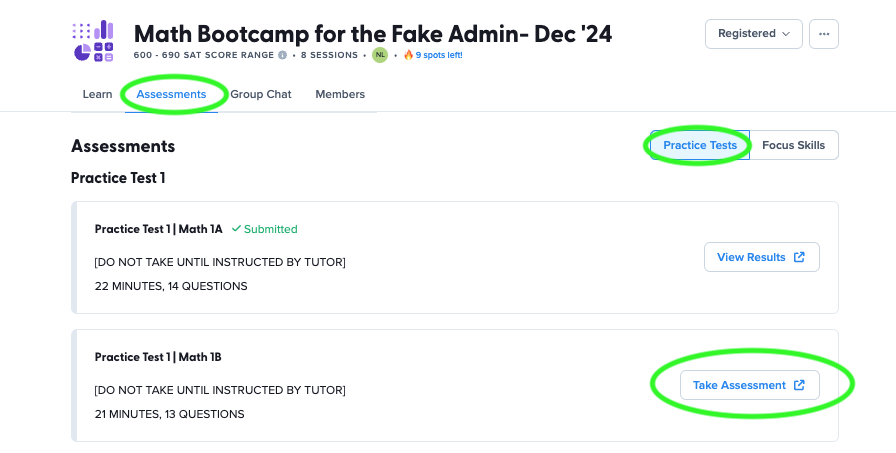 Math Bootcamp for the Fake Admin- Dec '24
Registered
600 - 690 SAT SCORE RANGE • 8 SESSIONS • NL • 9 spots left!
Learn Assessments Group Chat Members
Assessments
Practice Tests Focus Skills
Practice Test 1
Practice Test 1 | Math 1A Submitted
[DO NOT TAKE UNTIL INSTRUCTED BY TUTOR]
View Results
22 MINUTES, 14 QUESTIONS
Practice Test 1 | Math 1B
[DO NOT TAKE UNTIL INSTRUCTED BY TUTOR]
Take Assessment
21 MINUTES, 13 QUESTIONS